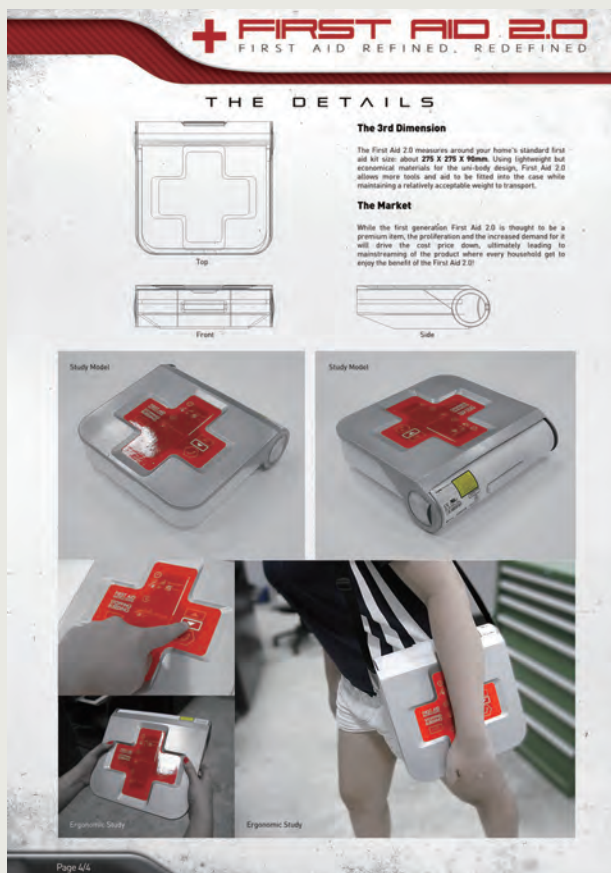 FIRST AID 2.0
FIRST AID REFINED, REDEFINED
THE DETAILS
The 3rd Dimension
The First Aid 2.0 measures around your home's standard first
aid kit size: about 275 X 275 X 90mm. Using lightweight but
economical materials for the uni-body design, First Aid 2.0
allows more tools and aid to be fitted into the case while
maintaining a relatively acceptable weight to transport.
The Market
While the first generation First Aid 2.0 is thought to be a
premium item, the proliferation and the increased demand for it
will drive the cost price down, ultimately leading to
mainstreaming of the product where every household get to
enjoy the benefit of the First Aid 2.0!
Top
Front
Side
Study Model
Study Model
FIRST AID
Ergonomic Study
Ergonomic Study
Page 4/4